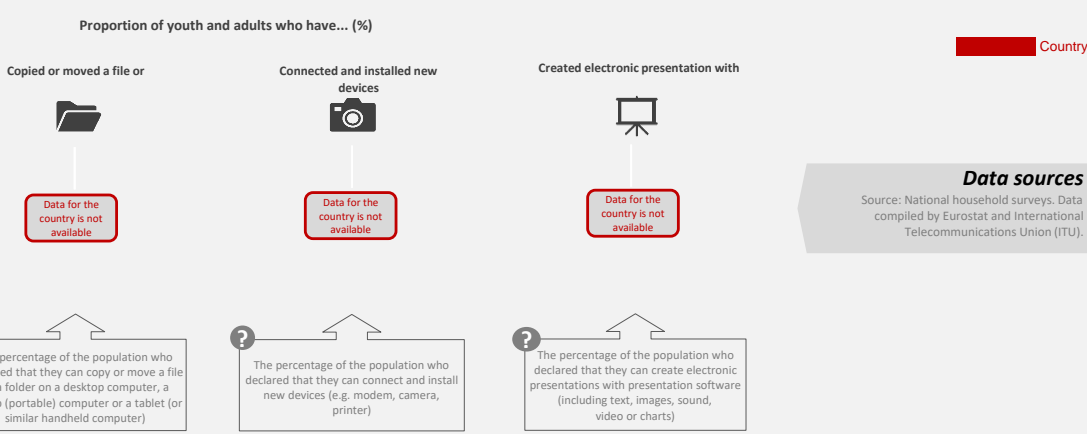 Proportion of youth and adults who have... (%)
Country
Copied or moved a file or
Connected and installed new
devices
Created electronic presentation with
Data for the
country is not
available
Data for the
country is not
available
Data for the
country is not
available
Data sources
Source: National household surveys. Data
compiled by Eurostat and International
Telecommunications Union (ITU).
percentage of the population who
ed that they can copy or move a file
folder on a desktop computer, a
(portable) computer or a tablet (or
similar handheld computer)
?
The percentage of the population who
declared that they can connect and install
new devices (e.g. modem, camera,
printer)
?
The percentage of the population who
declared that they can create electronic
presentations with presentation software
(including text, images, sound,
video or charts)